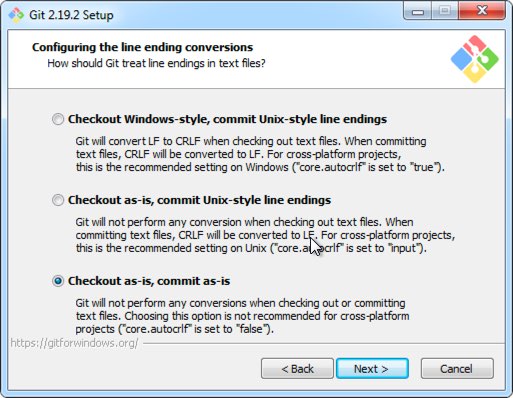 Git 2.19.2 Setup
Configuring the line ending conversions
How should Git treat line endings in text files?
Checkout Windows-style, commit Unix-style line endings
Git will convert LF to CRLF when checking out text files. When committing
text files, CRLF will be converted to LF. For cross-platform projects,
this is the recommended setting on Windows ("core.autocrlf" is set to "true").
Checkout as-is, commit Unix-style line endings
Git will not perform any conversion when checking out text files. When
committing text files, CRLF will be converted to LF. For cross-platform projects,
this is the recommended setting on Unix ("core.autocrlf" is set to "input").
Checkout as-is, commit as-is
Git will not perform any conversions when checking out or committing
text files. Choosing this option is not recommended for cross-platform
projects ("core.autocrlf" is set to "false").
https://gitforwindows.org/
< Back Next > Cancel